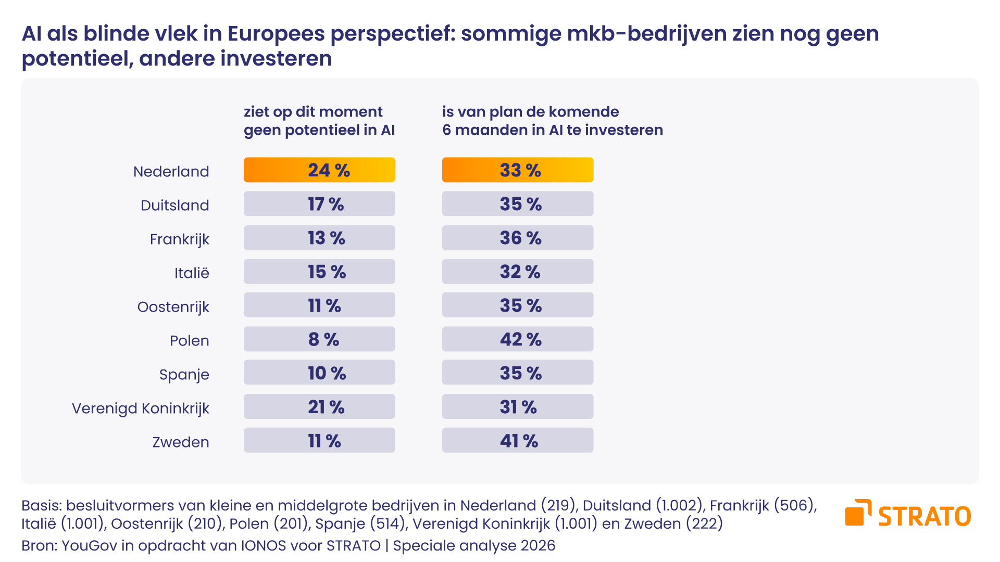 AI als blinde vlek in Europees perspectief: sommige mkb-bedrijven zien nog geen
potentieel, andere investeren
ziet op dit moment
geen potentieel in AI
is van plan de komende
6 maanden in AI te investeren
Nederland 24 % 33 %
Duitsland 17 % 35 %
Frankrijk 13 % 36 %
Italië 15 % 32 %
Oostenrijk 11 % 35 %
Polen 8 % 42 %
Spanje 10 % 35 %
Verenigd Koninkrijk 21 % 31 %
Zweden 11 % 41 %
Basis: besluitvormers van kleine en middelgrote bedrijven in Nederland (219), Duitsland (1.002), Frankrijk (506),
Italië (1.001), Oostenrijk (210), Polen (201), Spanje (514), Verenigd Koninkrijk (1.001) en Zweden (222)
Bron: YouGov in opdracht van IONOS voor STRATO | Speciale analyse 2026
STRATO